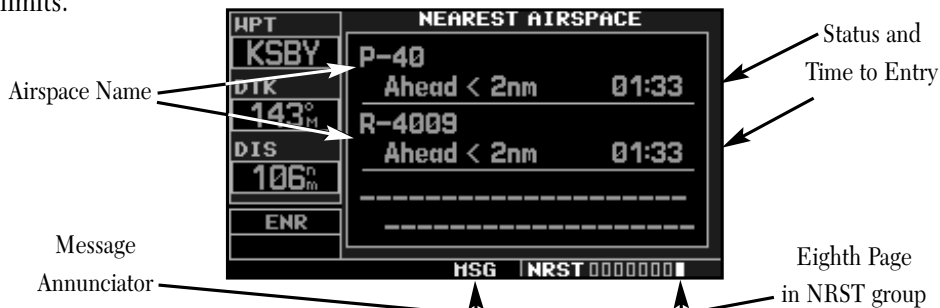 limits.
WPT
KSBY
DTK
143°M
DIS
106nm
ENR
NEAREST AIRSPACE
P-40
Ahead < 2nm 01:33
R-4009
Ahead < 2nm 01:33
MSG NRST
Airspace Name
Status and
Time to Entry
Message
Annunciator
Eighth Page
in NRST group